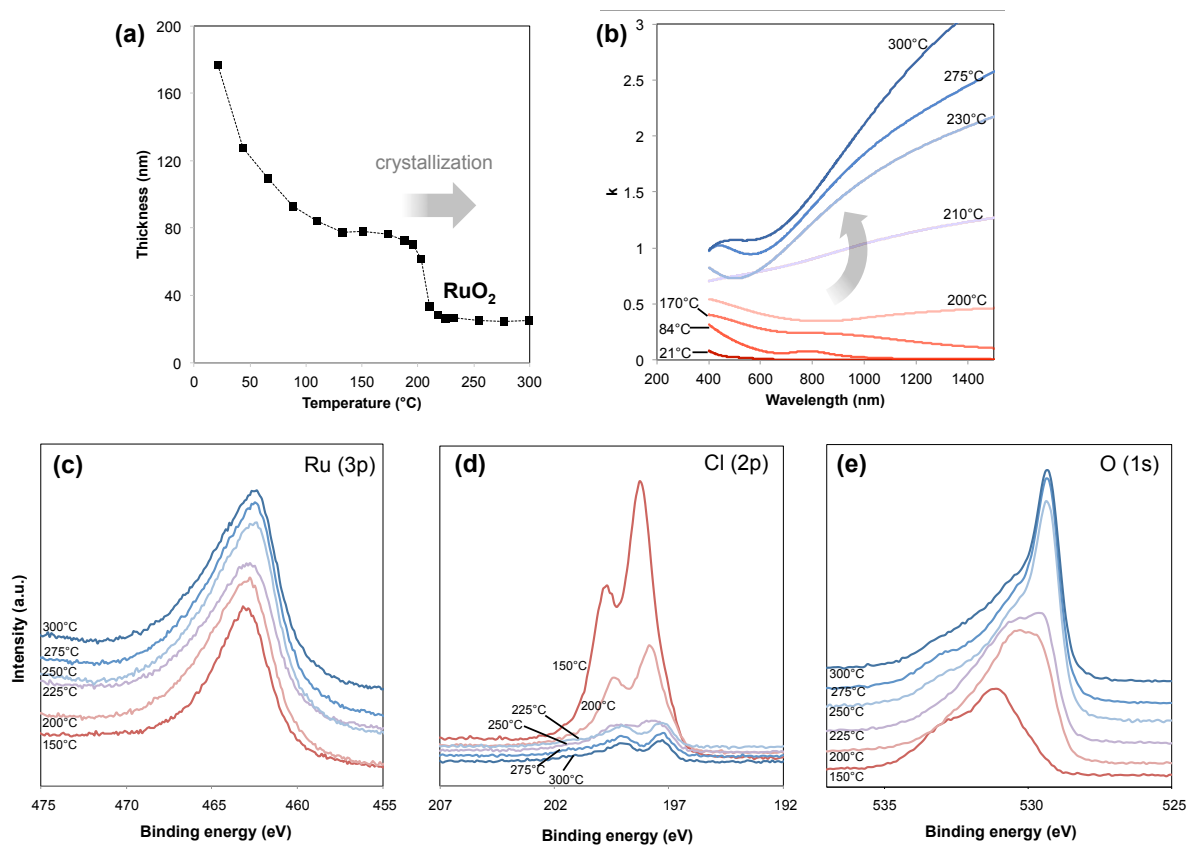 (a)
200
160
120
80
40
0
0
50
100
150
200
250
300
Thickness (nm)
Temperature (°C)
crystallization
RuO2
(b)
3
2.5
2
1.5
1
0.5
0
200
400
600
800
1000
1200
1400
k
Wavelength (nm)
300°C
275°C
230°C
210°C
200°C
170°C
84°C
21°C
(c)
Ru (3p)
Intensity (a.u.)
300°C
275°C
250°C
225°C
200°C
150°C
475
470
465
460
455
Binding energy (eV)
(d)
Cl (2p)
150°C
200°C
225°C
250°C
275°C
300°C
207
202
197
192
Binding energy (eV)
(e)
O (1s)
300°C
275°C
250°C
225°C
200°C
150°C
535
530
525
Binding energy (eV)